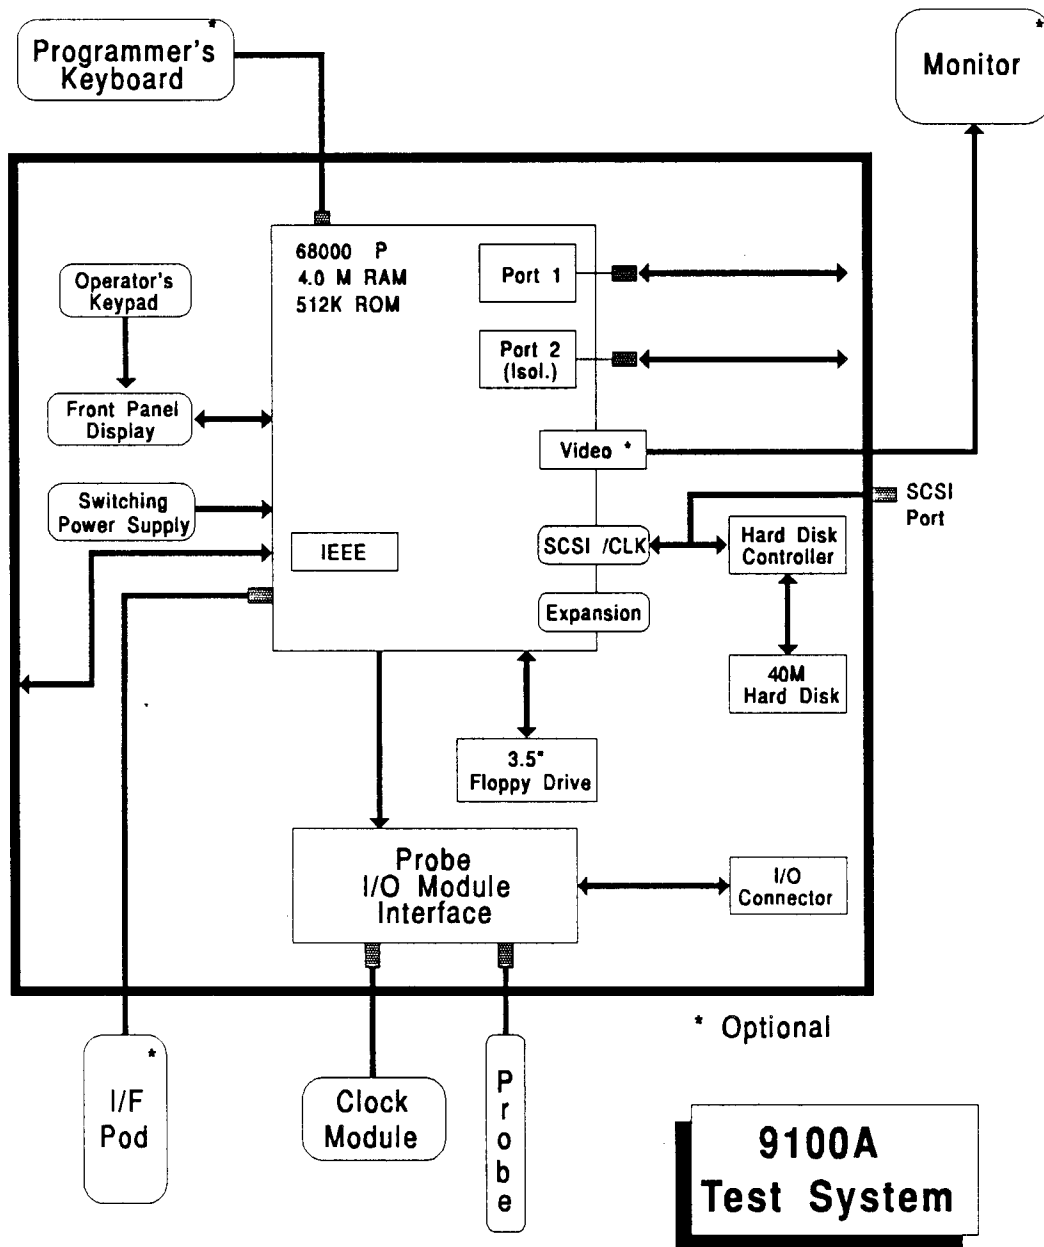 *
Programmer's
Keyboard
*
Monitor
68000 P
4.0 M RAM
512K ROM
Port 1
Operator's
Keypad
Port 2
(Isol.)
Front Panel
Display
Video *
Switching
Power Supply
SCSI
Port
IEEE
SCSI /CLK
Hard Disk
Controller
Expansion
40M
Hard Disk
3.5"
Floppy Drive
Probe
I/O Module
Interface
I/O
Connector
* Optional
*
I/F
Pod
Clock
Module
P
r
o
b
e
9100A
Test System